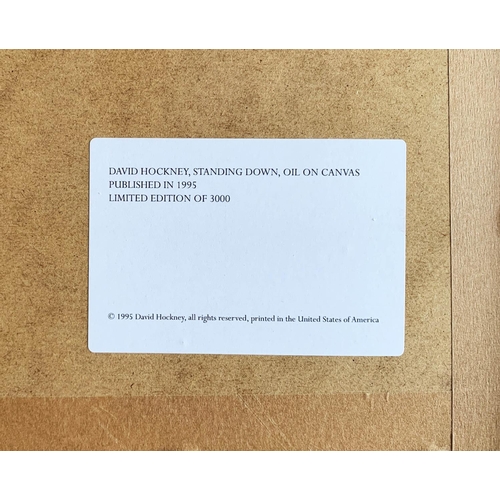 DAVID HOCKNEY, STANDING DOWN, OIL ON CANVAS
PUBLISHED IN 1995
LIMITED EDITION OF 3000
© 1995 David Hockney, all rights reserved, printed in the United States of America